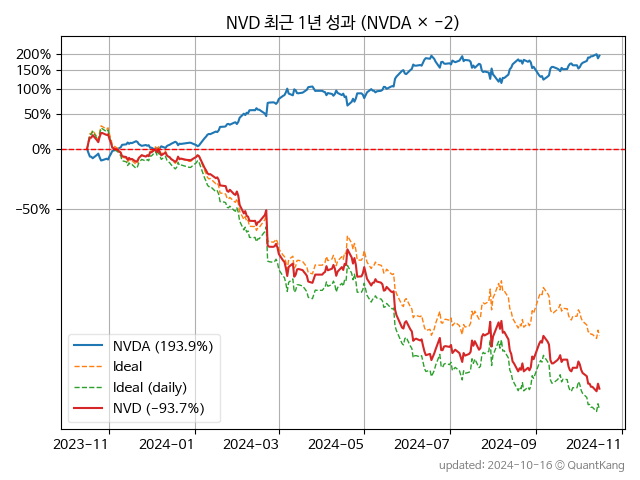 NVD 최근 1년 성과 (NVDA × −2)
200%
150%
100%
50%
0%
−50%
NVDA (193.9%)
Ideal
Ideal (daily)
NVD (−93.7%)
2023−11 2024−01 2024−03 2024−05 2024−07 2024−09 2024−11
updated: 2024-10-16 © QuantKang